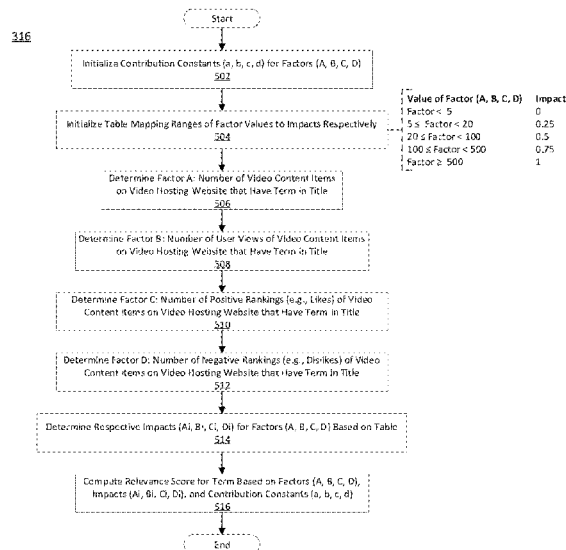 Start
316
Initialize Contribution Constants (a, b, c, d) for Factors (A, B, C, D)
502
Initialize Table Mapping Ranges of Factor Values to Impacts Respectively
504
Value of Factor (A, B, C, D) Impact
Factor < 5 0
5 ≤ Factor < 20 0.25
20 ≤ Factor < 100 0.5
100 ≤ Factor < 500 0.75
Factor ≥ 500 1
Determine Factor A: Number of Video Content Items
on Video Hosting Website that Have Term in Title
506
Determine Factor B: Number of User Views of Video Content Items
on Video Hosting Website that Have Term in Title
508
Determine Factor C: Number of Positive Rankings (e.g., Likes) of Video
Content Items on Video Hosting Website that Have Term in Title
510
Determine Factor D: Number of Negative Rankings (e.g., Dislikes) of Video
Content Items on Video Hosting Website that Have Term in Title
512
Determine Respective Impacts (Ai, Bi, Ci, Di) for Factors (A, B, C, D) Based on Table
514
Compute Relevance Score for Term Based on Factors (A, B, C, D),
Impacts (Ai, Bi, Ci, Di), and Contribution Constants (a, b, c, d)
516
End